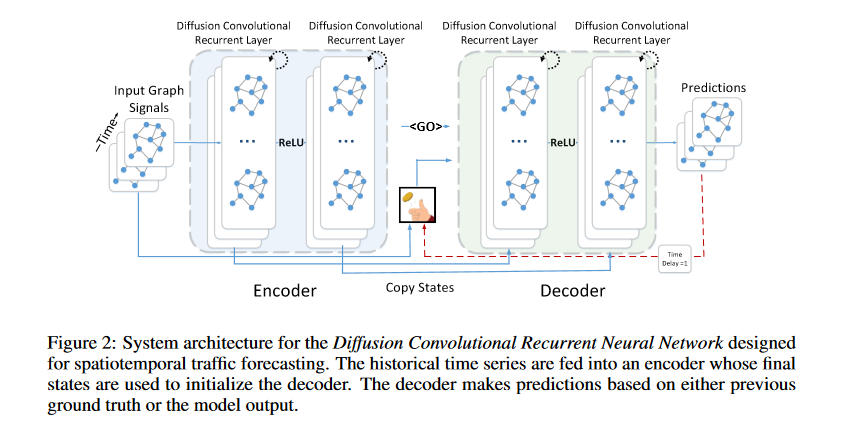 Diffusion Convolutional
Recurrent Layer
Diffusion Convolutional
Recurrent Layer
Diffusion Convolutional
Recurrent Layer
Diffusion Convolutional
Recurrent Layer
Input Graph
Signals
Time
...
ReLU
...
<GO>
...
ReLU
...
Predictions
Time
Delay =1
Encoder
Copy States
Decoder
Figure 2: System architecture for the Diffusion Convolutional Recurrent Neural Network designed
for spatiotemporal traffic forecasting. The historical time series are fed into an encoder whose final
states are used to initialize the decoder. The decoder makes predictions based on either previous
ground truth or the model output.